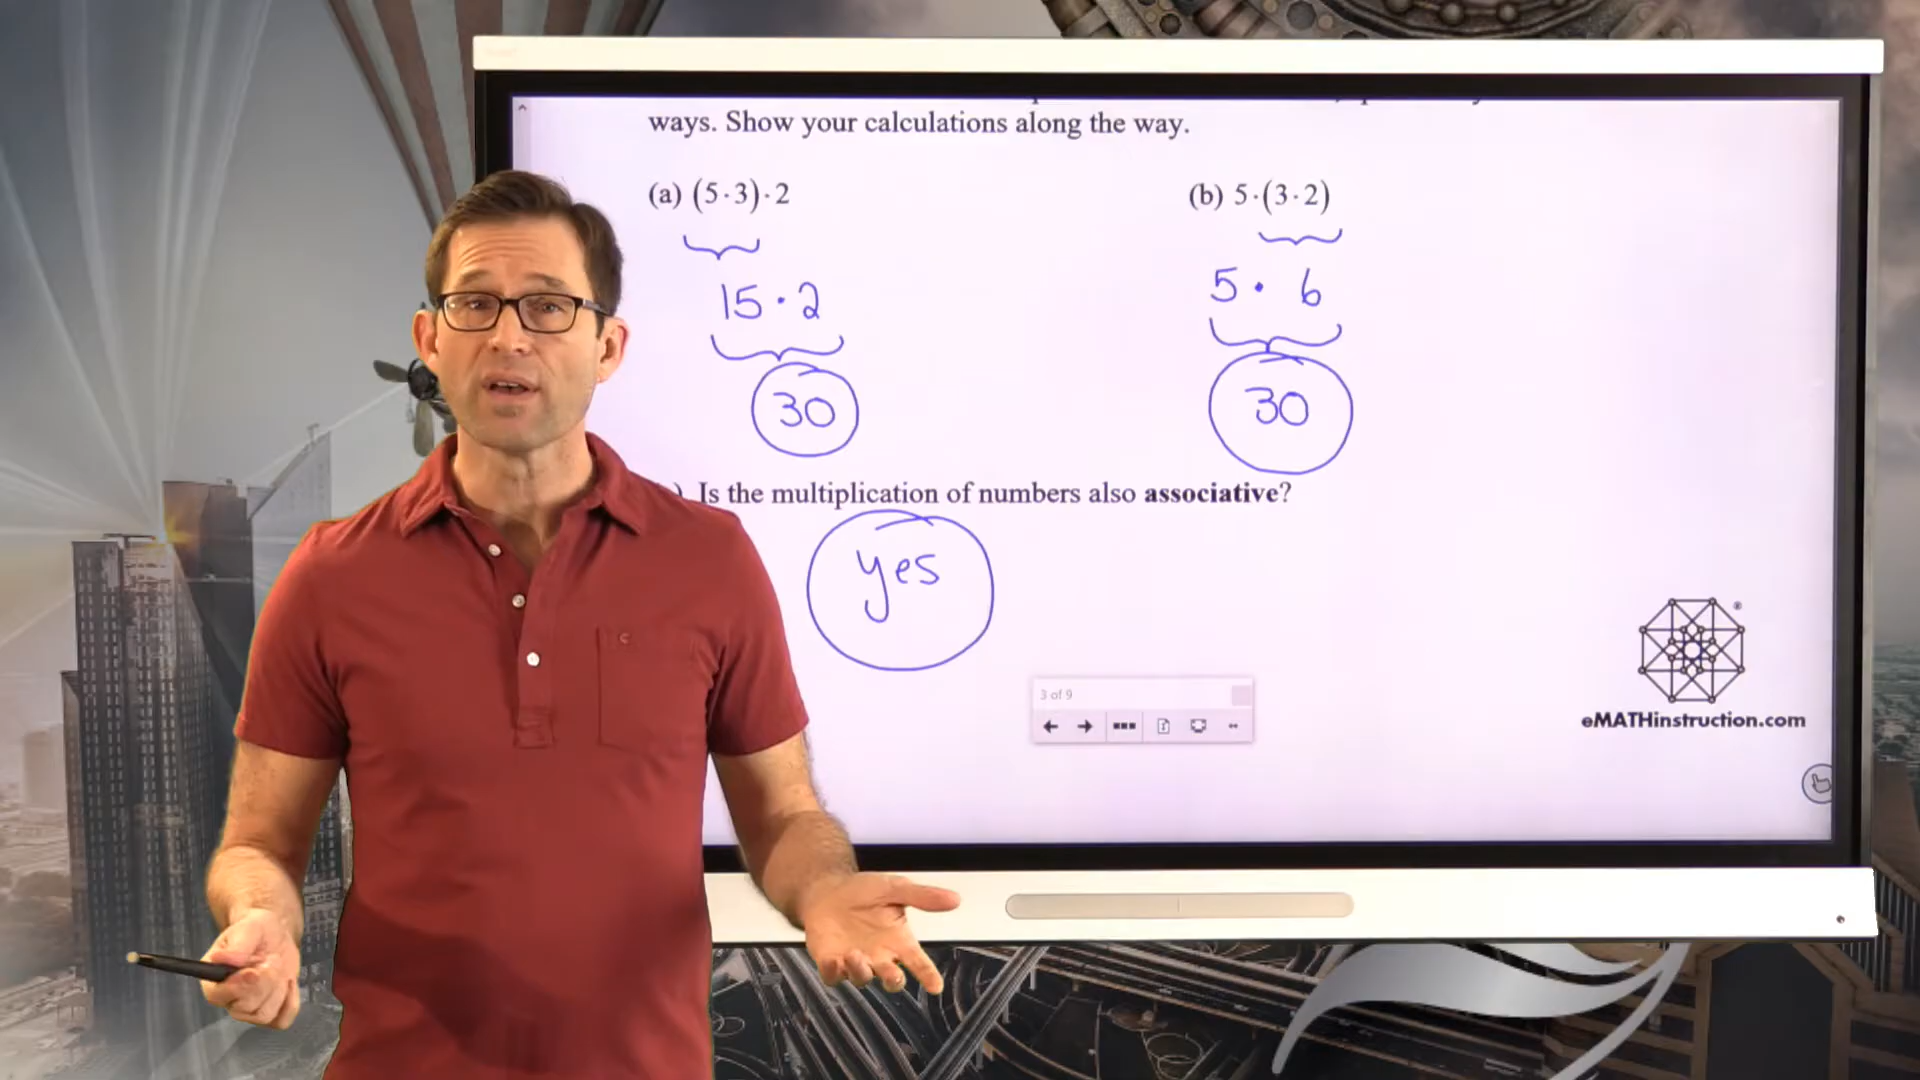 ways. Show your calculations along the way.
(a) (5·3)·2
(b) 5·(3·2)
15·2
5·6
30
30
) Is the multiplication of numbers also associative?
yes
3 of 9
®
eMATHinstruction.com